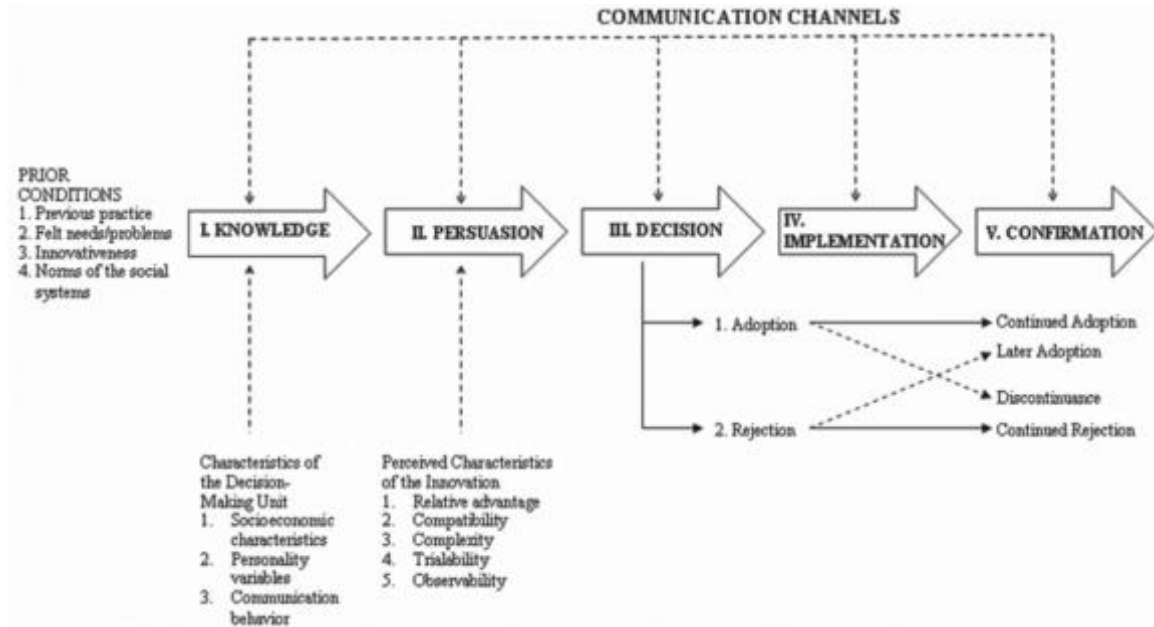 COMMUNICATION CHANNELS
PRIOR
CONDITIONS
1. Previous practice
2. Felt needs/problems
3. Innovativeness
4. Norms of the social
systems
I. KNOWLEDGE
II. PERSUASION
III. DECISION
IV.
IMPLEMENTATION
V. CONFIRMATION
1. Adoption
Continued Adoption
Later Adoption
Discontinuance
2. Rejection
Continued Rejection
Characteristics of
the Decision-
Making Unit
1. Socioeconomic
characteristics
2. Personality
variables
3. Communication
behavior
Perceived Characteristics
of the Innovation
1. Relative advantage
2. Compatibility
3. Complexity
4. Trialability
5. Observability